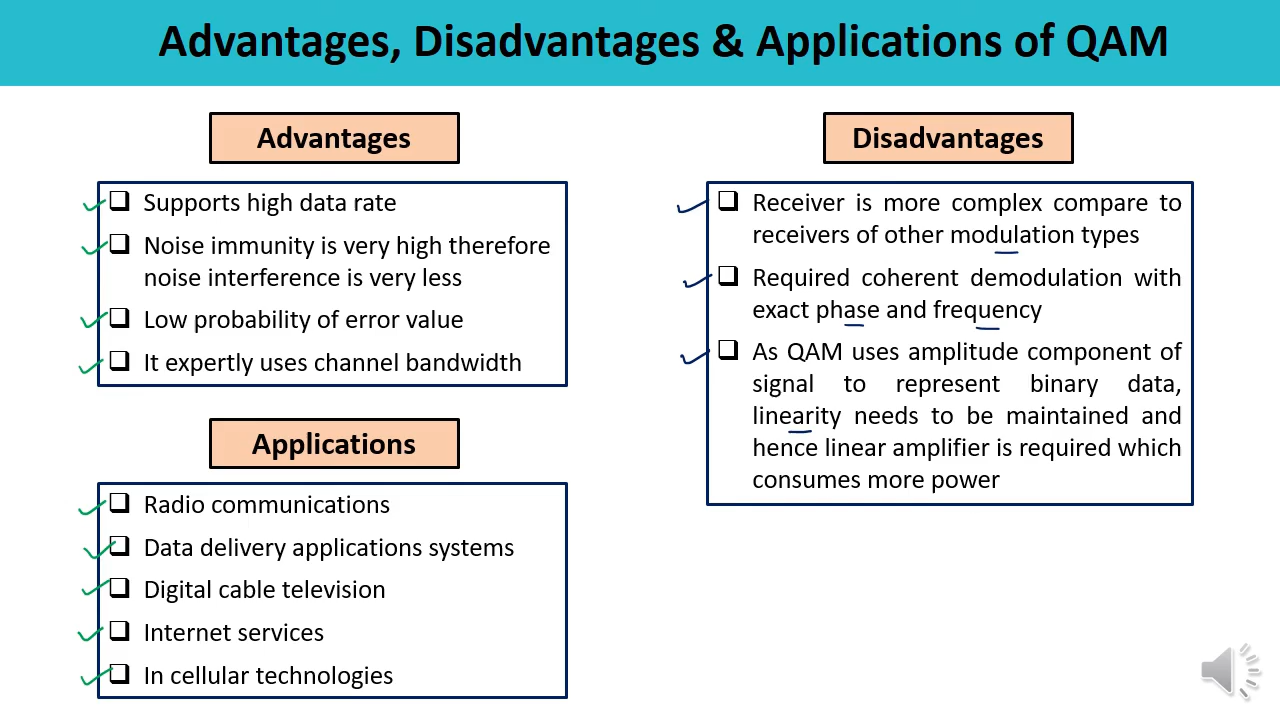 Advantages, Disadvantages & Applications of QAM
Advantages
Supports high data rate
Noise immunity is very high therefore
noise interference is very less
Low probability of error value
It expertly uses channel bandwidth
Applications
Radio communications
Data delivery applications systems
Digital cable television
Internet services
In cellular technologies
Disadvantages
Receiver is more complex compare to
receivers of other modulation types
Required coherent demodulation with
exact phase and frequency
As QAM uses amplitude component of
signal to represent binary data,
linearity needs to be maintained and
hence linear amplifier is required which
consumes more power